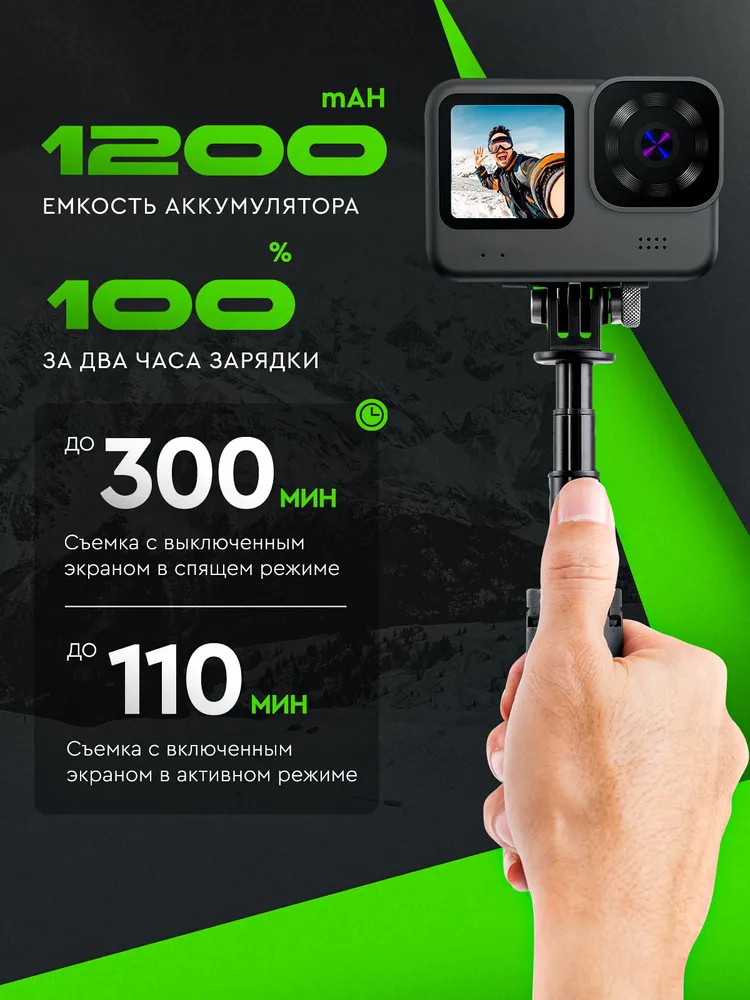 mAH
1200
ЕМКОСТЬ АККУМУЛЯТОРА
%
100
ЗА ДВА ЧАСА ЗАРЯДКИ
ДО 300 МИН
Съемка с выключенным
экраном в спящем режиме
ДО 110 МИН
Съемка с включенным
экраном в активном режиме